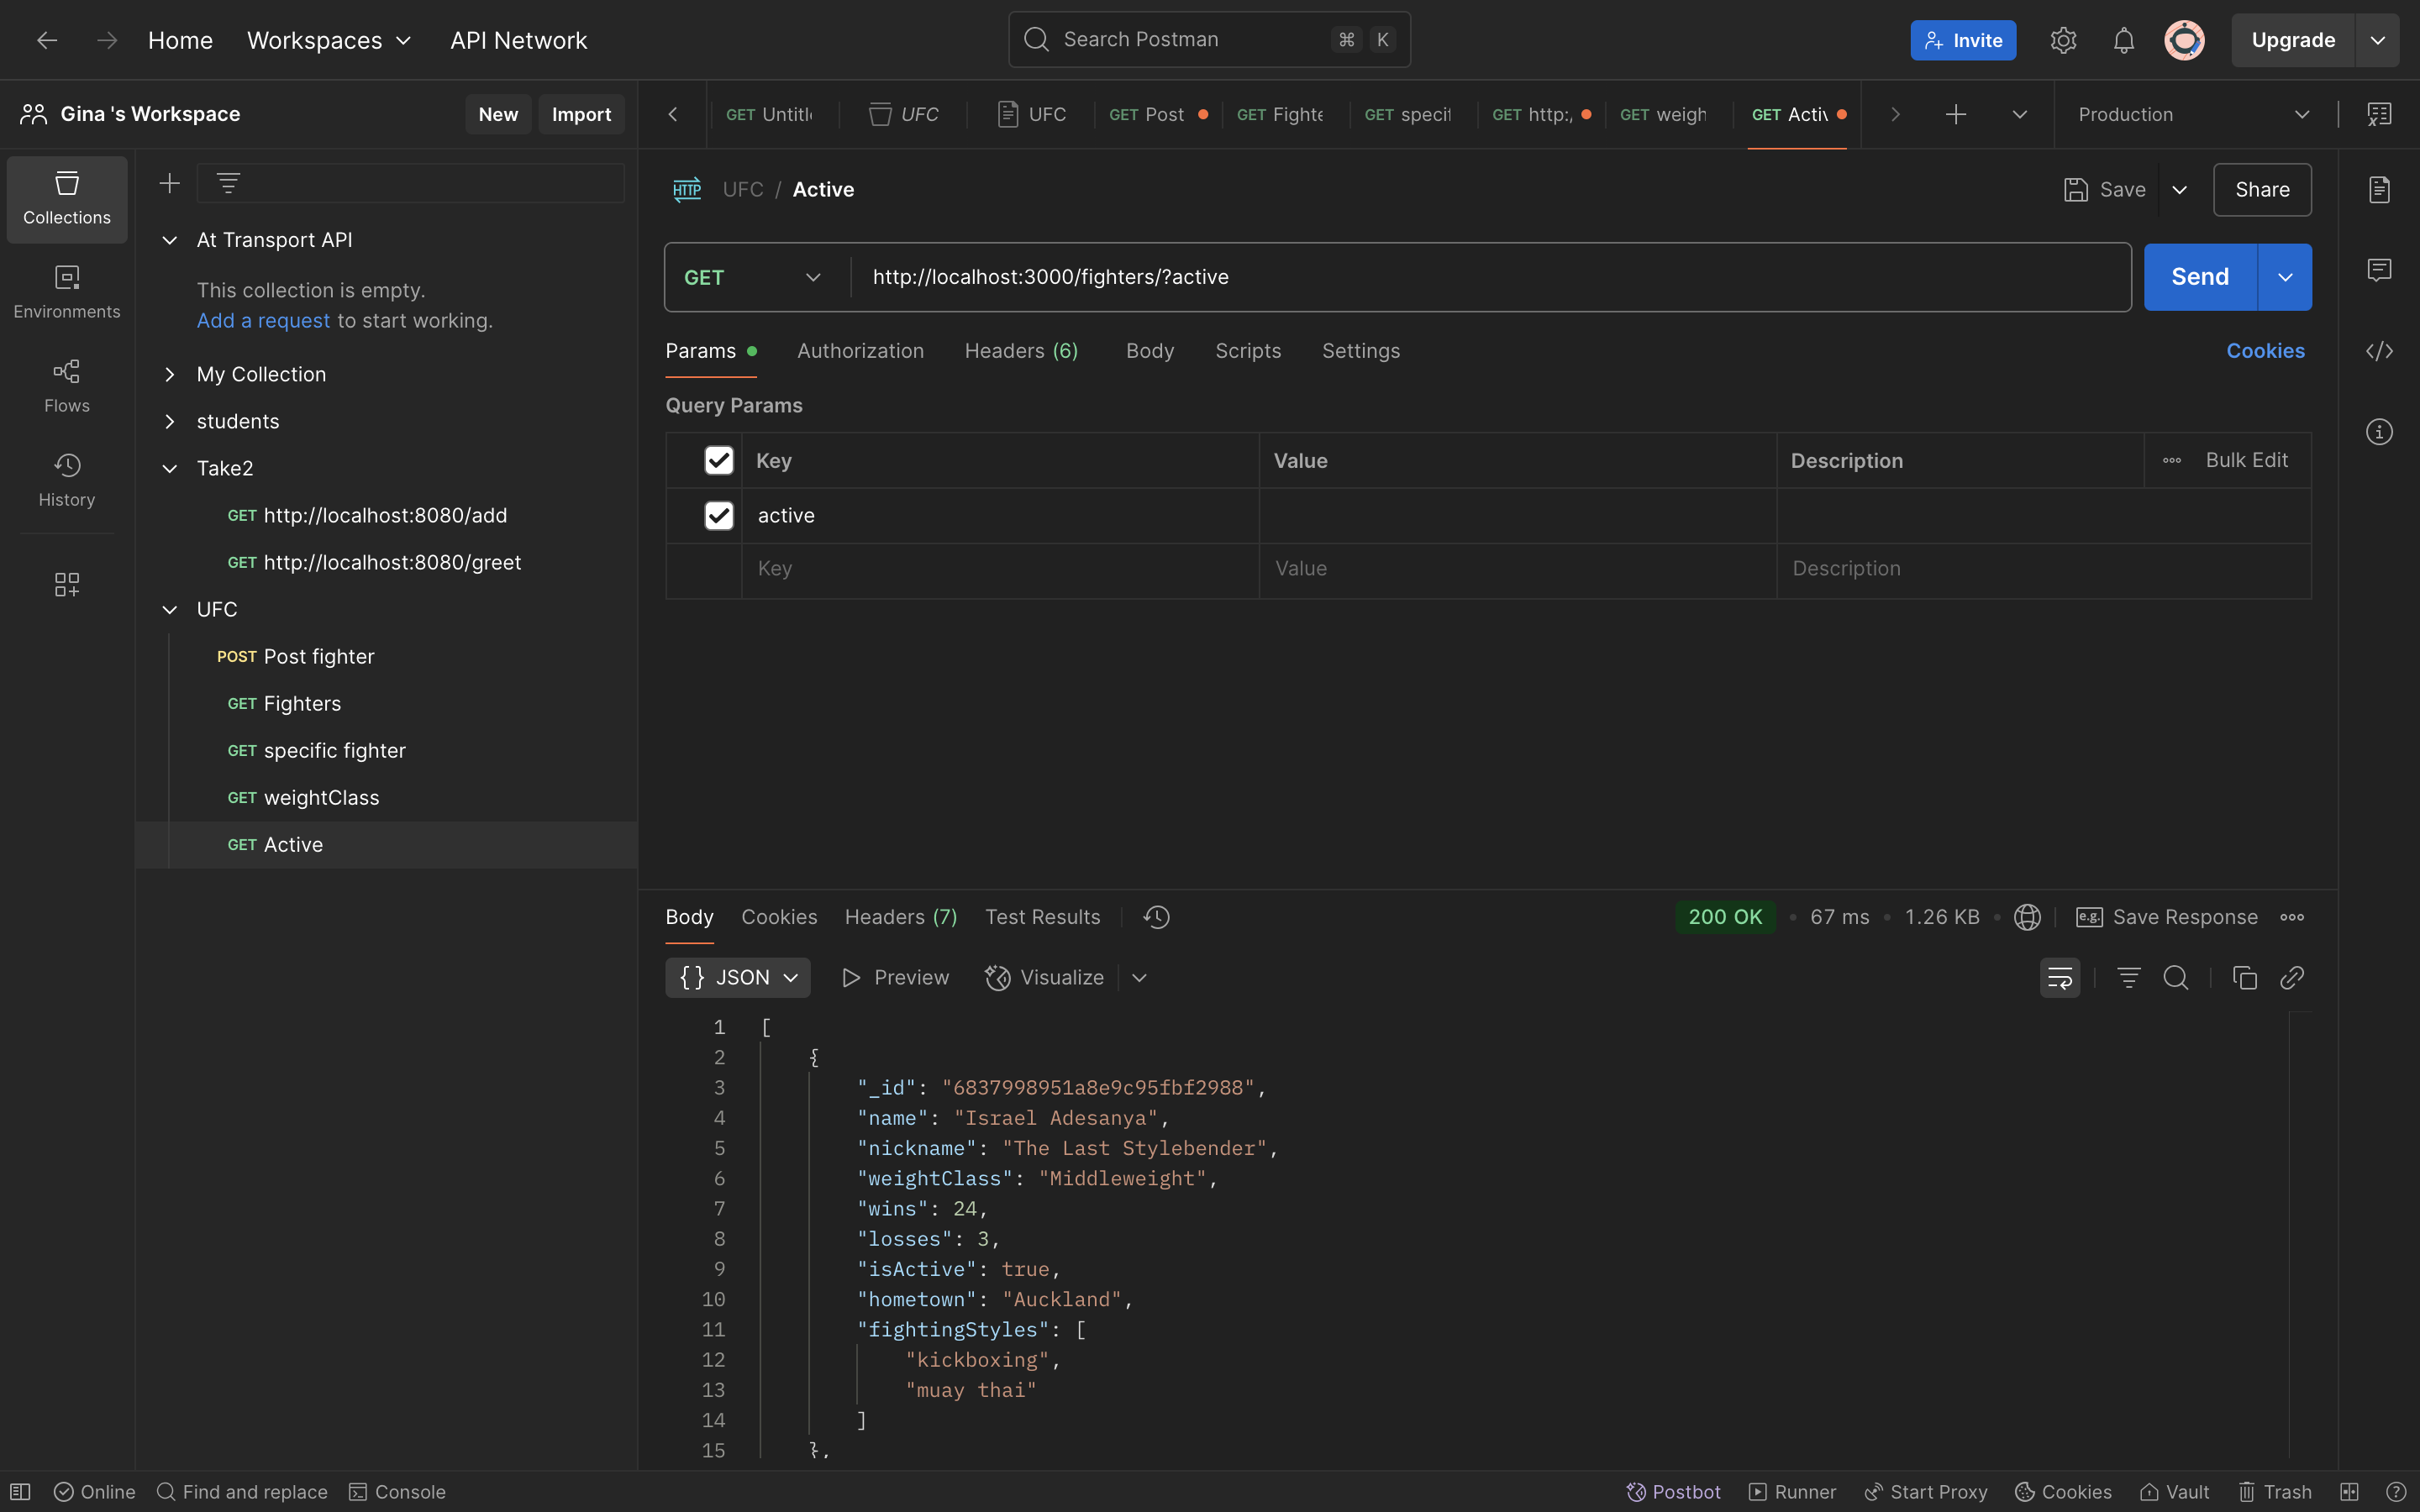 Home Workspaces API Network Search Postman ⌘ K Invite Upgrade
Gina 's Workspace New Import
GET Untitl UFC UFC GET Post GET Fighte GET specif GET http:/ GET weigh GET Activ Production
Collections
Environments
Flows
History
At Transport API
This collection is empty.
Add a request to start working.
My Collection
students
Take2
GET http://localhost:8080/add
GET http://localhost:8080/greet
UFC
POST Post fighter
GET Fighters
GET specific fighter
GET weightClass
GET Active
HTTP UFC / Active Save Share
GET http://localhost:3000/fighters/?active Send
Params Authorization Headers (6) Body Scripts Settings Cookies
Query Params
Key Value Description Bulk Edit
active
Key Value Description
Body Cookies Headers (7) Test Results 200 OK • 67 ms • 1.26 KB • e.g. Save Response
{ } JSON Preview Visualize
1 [
2 {
3 "_id": "6837998951a8e9c95fbf2988",
4 "name": "Israel Adesanya",
5 "nickname": "The Last Stylebender",
6 "weightClass": "Middleweight",
7 "wins": 24,
8 "losses": 3,
9 "isActive": true,
10 "hometown": "Auckland",
11 "fightingStyles": [
12 "kickboxing",
13 "muay thai"
14 ]
15 },
Online Find and replace Console Postbot Runner Start Proxy Cookies Vault Trash